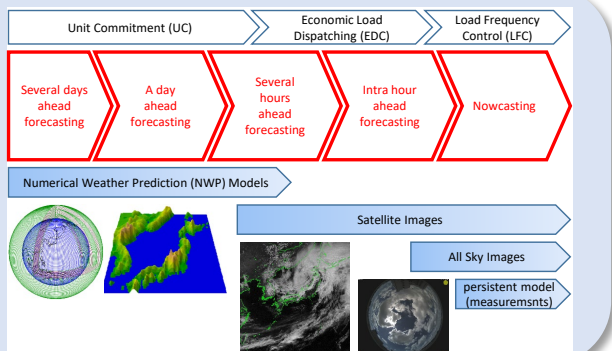 Unit Commitment (UC)
Economic Load
Dispatching (EDC)
Load Frequency
Control (LFC)
Several days
ahead
forecasting
A day
ahead
forecasting
Several
hours
ahead
forecasting
Intra hour
ahead
forecasting
Nowcasting
Numerical Weather Prediction (NWP) Models
Satellite Images
All Sky Images
persistent model
(measuremsnts)